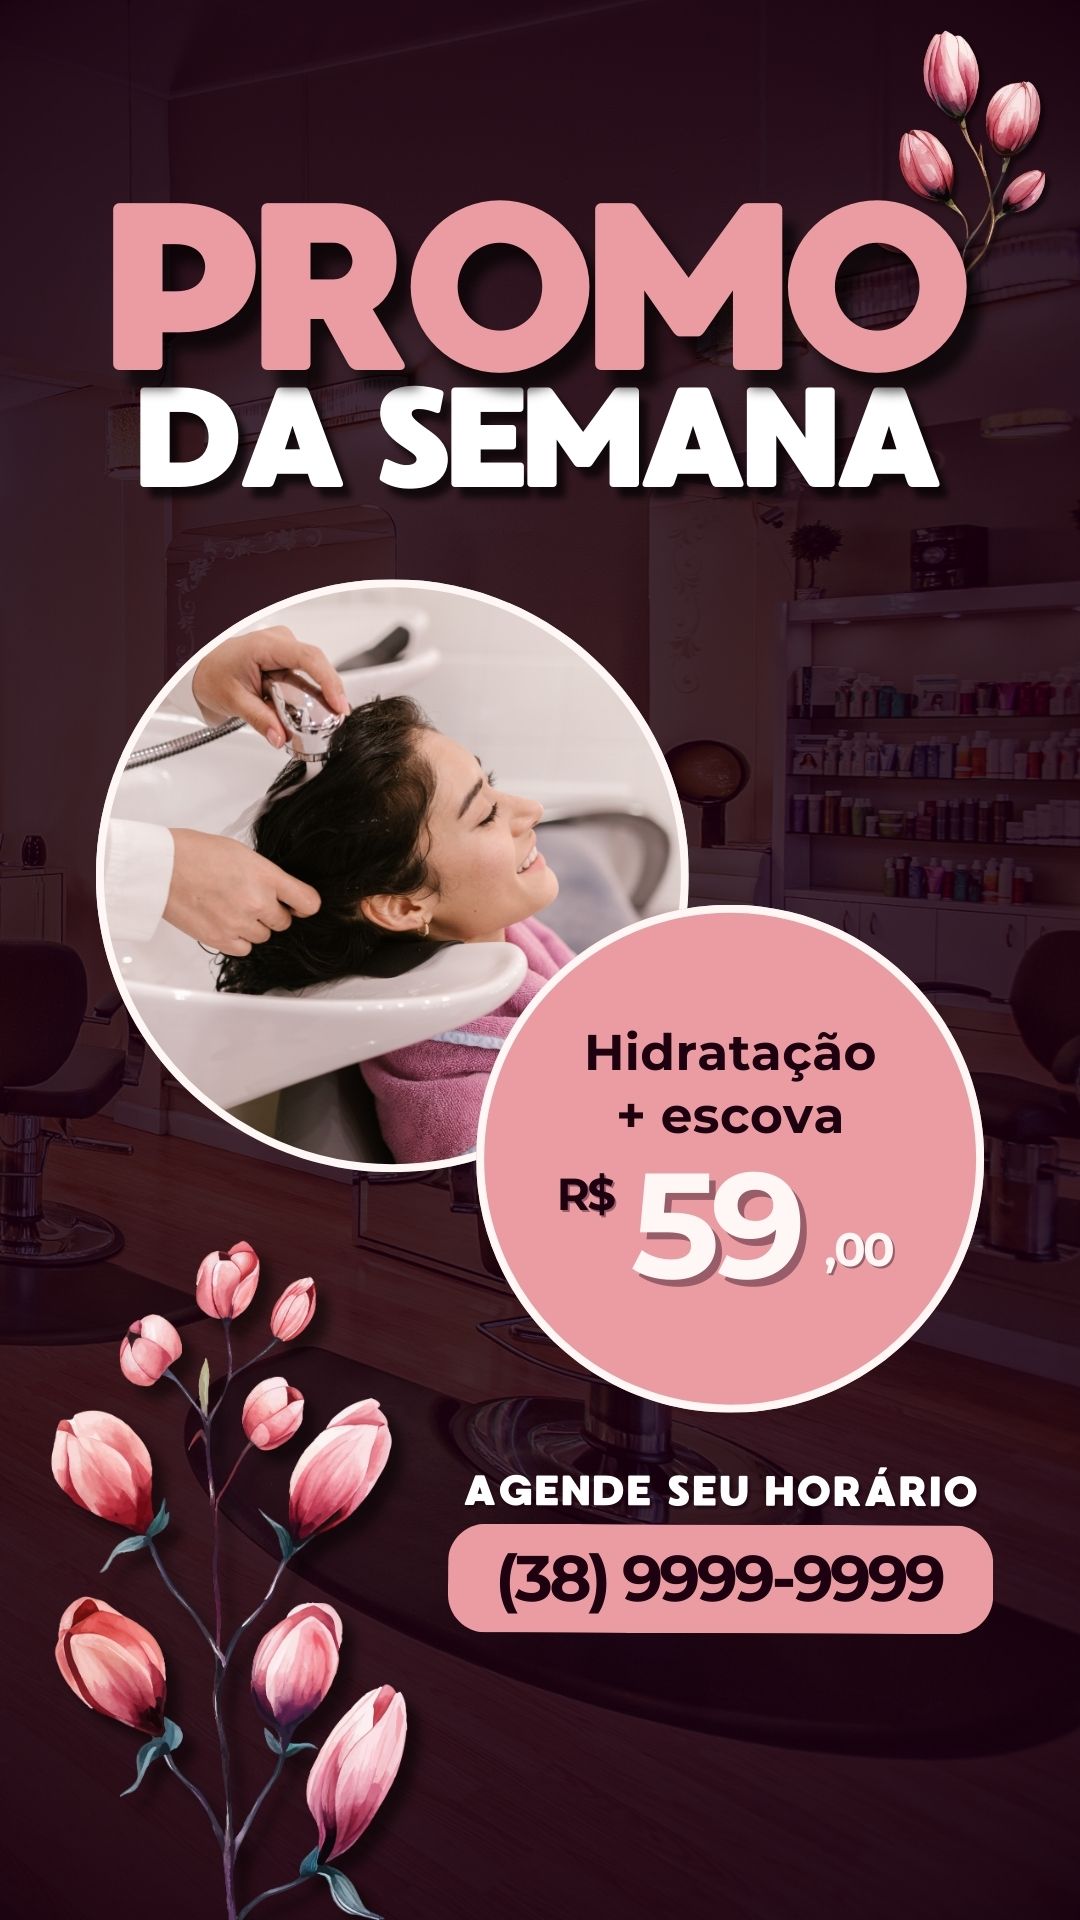 PROMO
DA SEMANA
Hidratação
+ escova
R$ 59,00
AGENDE SEU HORÁRIO
(38) 9999-9999